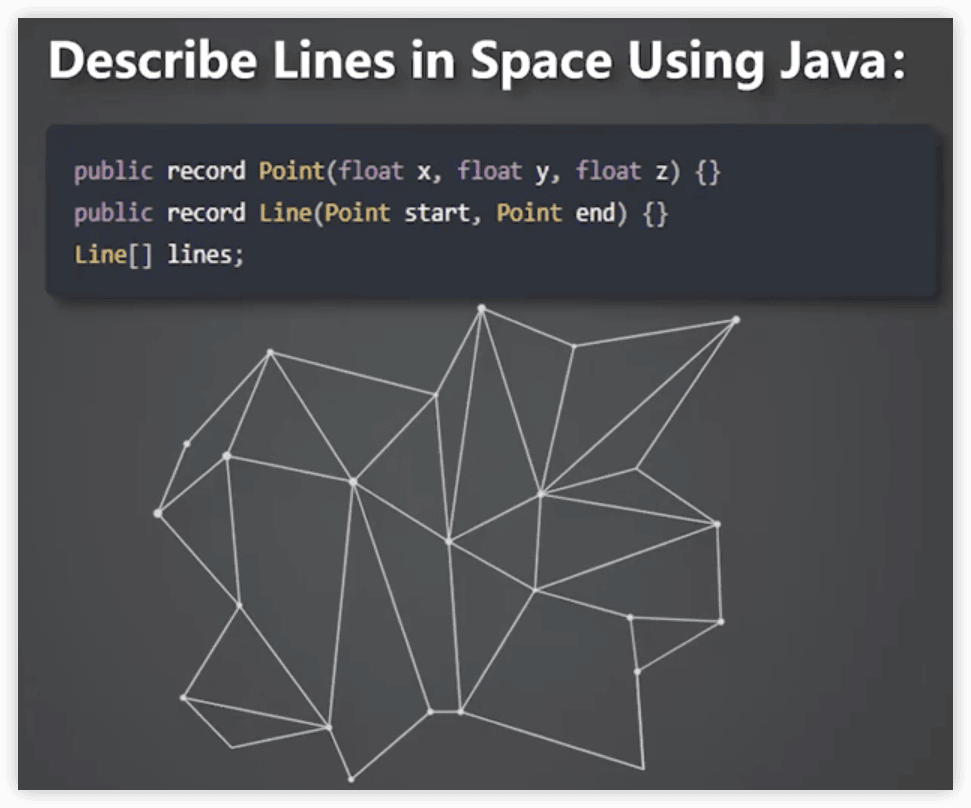 Describe Lines in Space Using Java:
public record Point(float x, float y, float z) {}
public record Line(Point start, Point end) {}
Line[] lines;